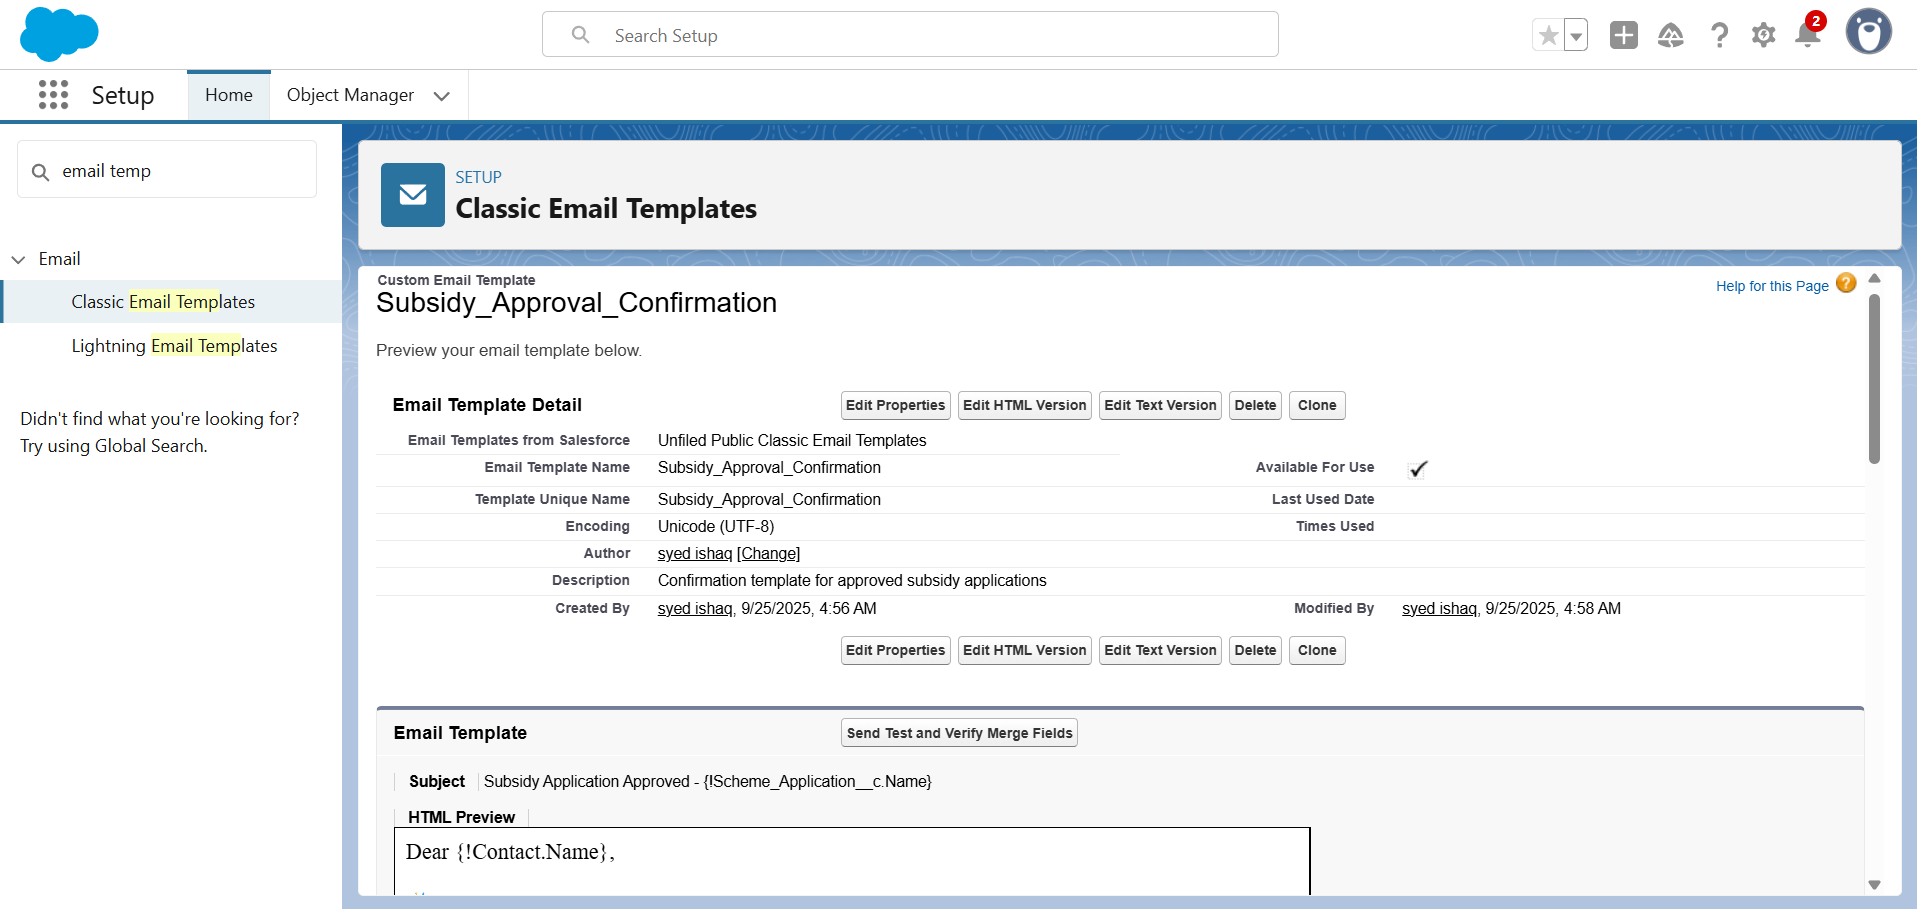 Search Setup
2
Setup
Home
Object Manager
email temp
Email
Classic Email Templates
Lightning Email Templates
Didn't find what you're looking for?
Try using Global Search.
SETUP
Classic Email Templates
Custom Email Template
Subsidy_Approval_Confirmation
Help for this Page ?
Preview your email template below.
Email Template Detail
Edit Properties Edit HTML Version Edit Text Version Delete Clone
Email Templates from Salesforce Unfiled Public Classic Email Templates
Email Template Name Subsidy_Approval_Confirmation Available For Use
Template Unique Name Subsidy_Approval_Confirmation Last Used Date
Encoding Unicode (UTF-8) Times Used
Author syed ishaq [Change]
Description Confirmation template for approved subsidy applications
Created By syed ishaq, 9/25/2025, 4:56 AM Modified By syed ishaq, 9/25/2025, 4:58 AM
Edit Properties Edit HTML Version Edit Text Version Delete Clone
Email Template
Send Test and Verify Merge Fields
Subject Subsidy Application Approved - {!Scheme_Application__c.Name}
HTML Preview
Dear {!Contact.Name},